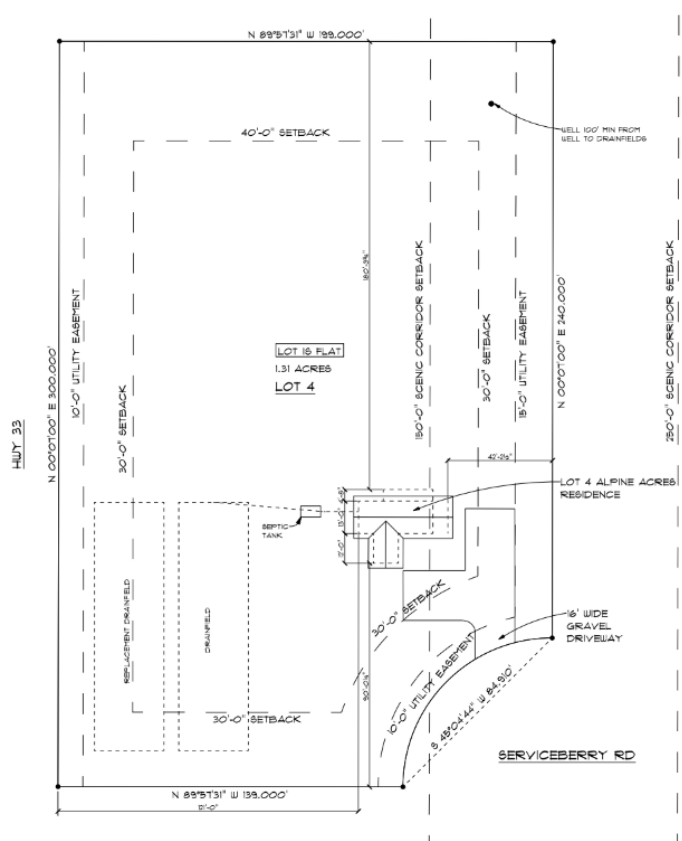 N 89°57'31" W 199.000'
WELL 100' MIN FROM
WELL TO DRAINFIELDS
40'-0" SETBACK
150'-0" SCENIC CORRIDOR SETBACK
250'-0" SCENIC CORRIDOR SETBACK
30'-0" SETBACK
15'-0" UTILITY EASEMENT
N 00°07'00" E 240.000'
10'-0" UTILITY EASEMENT
N 00°07'00" E 300.000'
HWY 33
30'-0" SETBACK
LOT IS FLAT
1.31 ACRES
LOT 4
LOT 4 ALPINE ACRES
RESIDENCE
SEPTIC
TANK
REPLACEMENT DRAINFIELD
DRAINFIELD
30'-0" SETBACK
16' WIDE
GRAVEL
DRIVEWAY
10'-0" UTILITY EASEMENT
S 45°04'44" W 84.910'
30'-0" SETBACK
SERVICEBERRY RD
N 89°57'31" W 139.000'